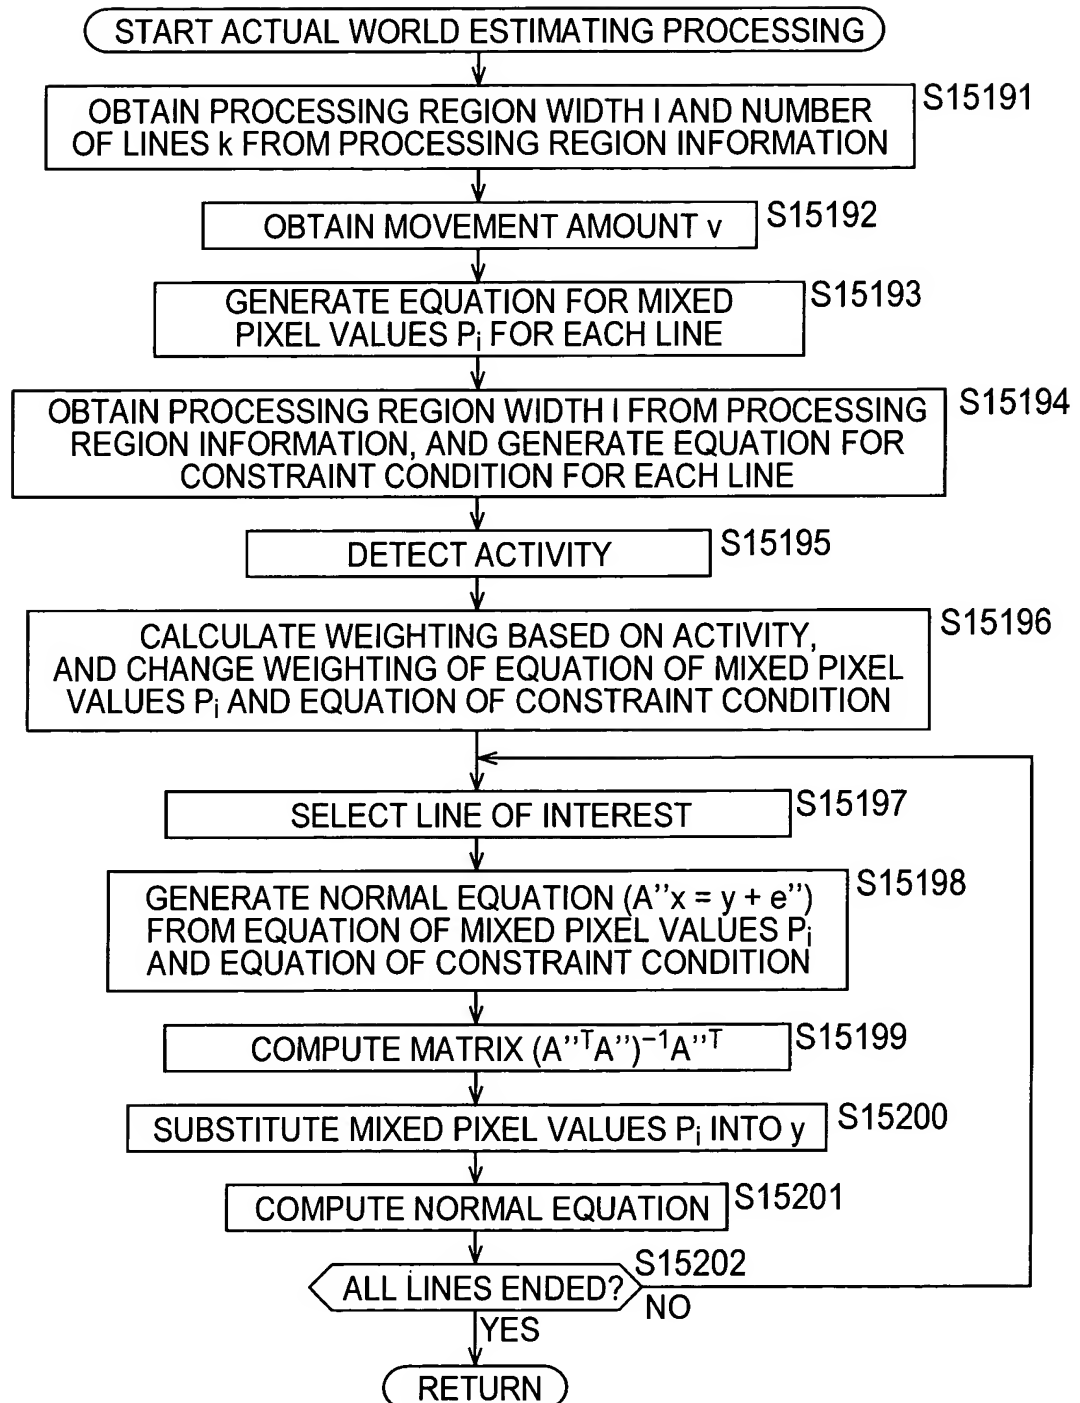 START ACTUAL WORLD ESTIMATING PROCESSING
OBTAIN PROCESSING REGION WIDTH l AND NUMBER
OF LINES k FROM PROCESSING REGION INFORMATION
S15191
OBTAIN MOVEMENT AMOUNT v
S15192
GENERATE EQUATION FOR MIXED
PIXEL VALUES Pi FOR EACH LINE
S15193
OBTAIN PROCESSING REGION WIDTH l FROM PROCESSING
REGION INFORMATION, AND GENERATE EQUATION FOR
CONSTRAINT CONDITION FOR EACH LINE
S15194
DETECT ACTIVITY
S15195
CALCULATE WEIGHTING BASED ON ACTIVITY,
AND CHANGE WEIGHTING OF EQUATION OF MIXED PIXEL
VALUES Pi AND EQUATION OF CONSTRAINT CONDITION
S15196
SELECT LINE OF INTEREST
S15197
GENERATE NORMAL EQUATION (A''x = y + e'')
FROM EQUATION OF MIXED PIXEL VALUES Pi
AND EQUATION OF CONSTRAINT CONDITION
S15198
COMPUTE MATRIX (A''ᵀA'')⁻¹A''ᵀ
S15199
SUBSTITUTE MIXED PIXEL VALUES Pi INTO y
S15200
COMPUTE NORMAL EQUATION
S15201
ALL LINES ENDED?
S15202
NO
YES
RETURN